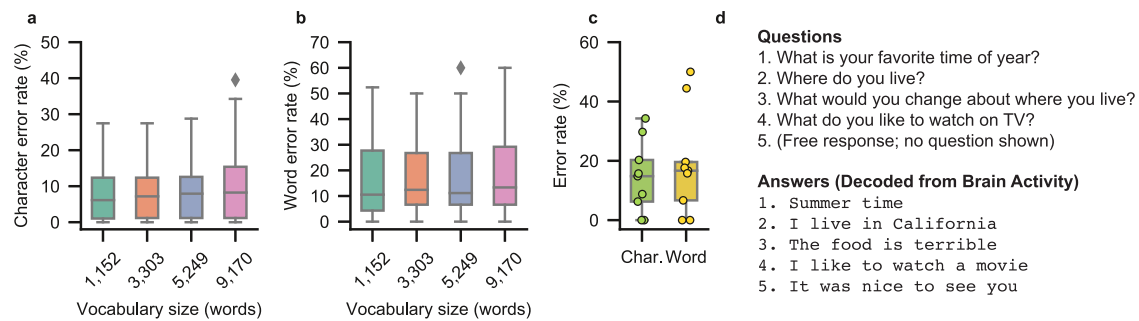 a
Character error rate (%)
50
40
30
20
10
0
1,152
3,303
5,249
9,170
Vocabulary size (words)
b
Word error rate (%)
70
60
50
40
30
20
10
0
1,152
3,303
5,249
9,170
Vocabulary size (words)
c
Error rate (%)
60
40
20
0
Char. Word
d
Questions
1. What is your favorite time of year?
2. Where do you live?
3. What would you change about where you live?
4. What do you like to watch on TV?
5. (Free response; no question shown)
Answers (Decoded from Brain Activity)
1. Summer time
2. I live in California
3. The food is terrible
4. I like to watch a movie
5. It was nice to see you